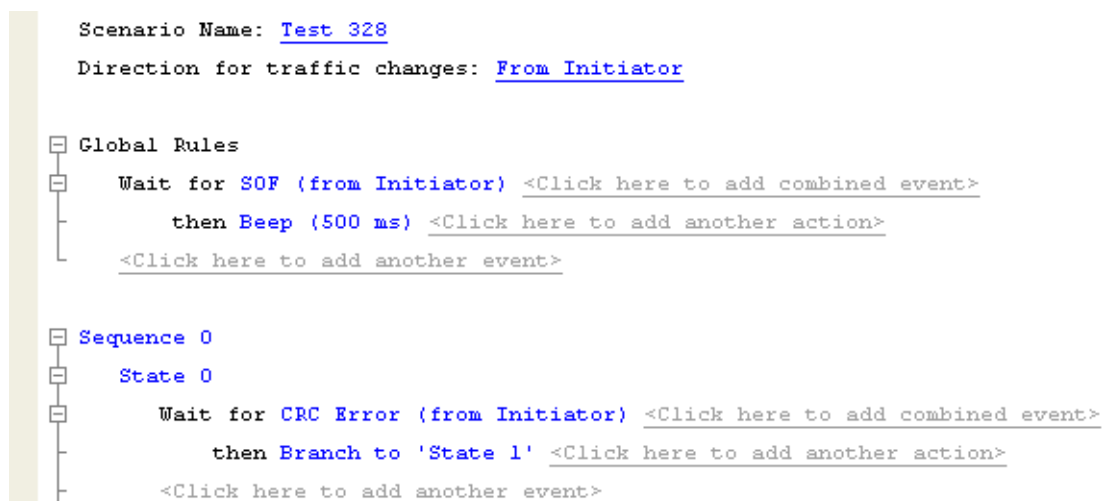 Scenario Name: Test 328
Direction for traffic changes: From Initiator
Global Rules
Wait for SOF (from Initiator) <Click here to add combined event>
then Beep (500 ms) <Click here to add another action>
<Click here to add another event>
Sequence 0
State 0
Wait for CRC Error (from Initiator) <Click here to add combined event>
then Branch to 'State 1' <Click here to add another action>
<Click here to add another event>